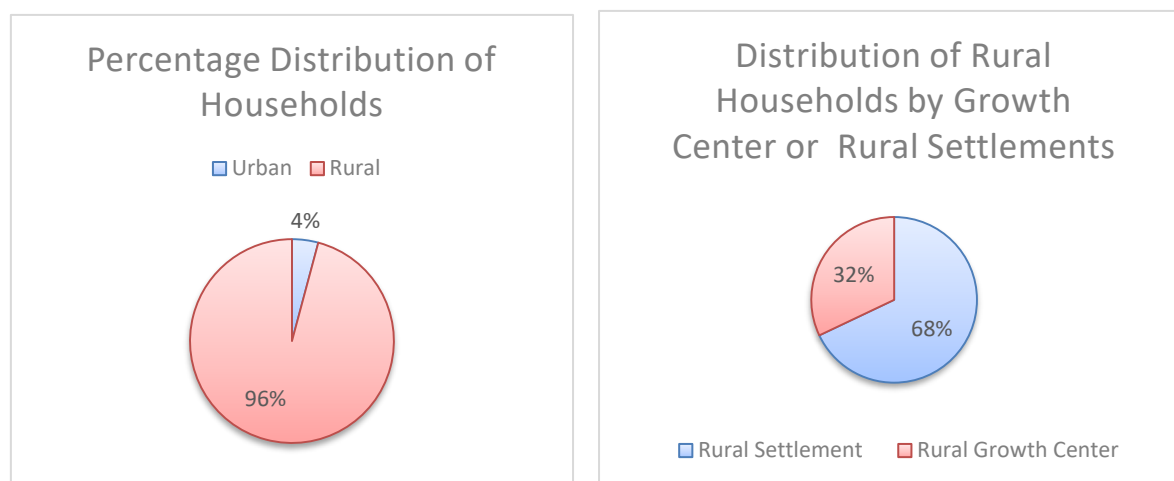 Percentage Distribution of
Households
Urban Rural
4%
96%
Distribution of Rural
Households by Growth
Center or Rural Settlements
32%
68%
Rural Settlement Rural Growth Center